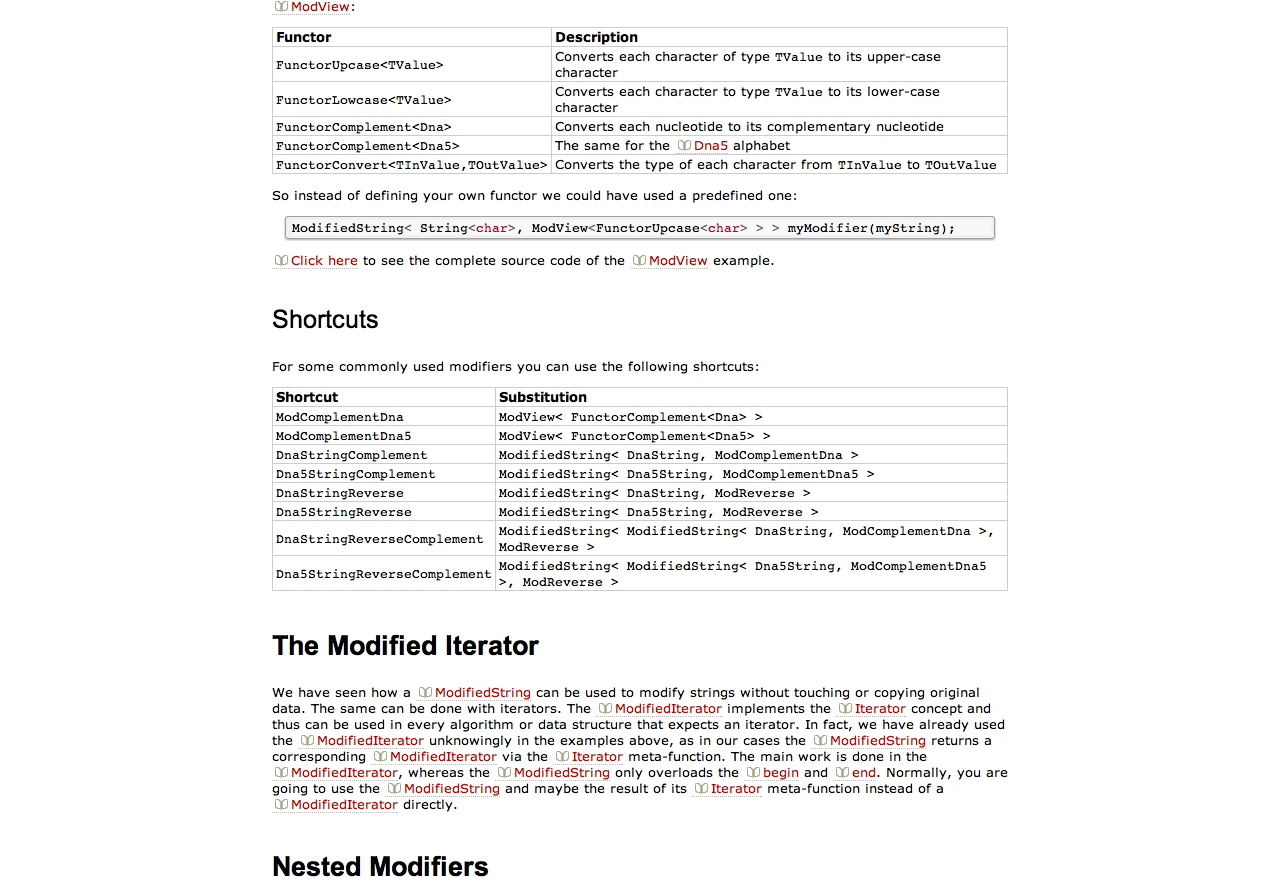 ModView:
Functor Description
FunctorUpcase<TValue> Converts each character of type TValue to its upper-case
character
FunctorLowcase<TValue> Converts each character to type TValue to its lower-case
character
FunctorComplement<Dna> Converts each nucleotide to its complementary nucleotide
FunctorComplement<Dna5> The same for the Dna5 alphabet
FunctorConvert<TInValue,TOutValue> Converts the type of each character from TInValue to TOutValue
So instead of defining your own functor we could have used a predefined one:
ModifiedString< String<char>, ModView<FunctorUpcase<char> > > myModifier(myString);
Click here to see the complete source code of the ModView example.
Shortcuts
For some commonly used modifiers you can use the following shortcuts:
Shortcut Substitution
ModComplementDna ModView< FunctorComplement<Dna> >
ModComplementDna5 ModView< FunctorComplement<Dna5> >
DnaStringComplement ModifiedString< DnaString, ModComplementDna >
Dna5StringComplement ModifiedString< Dna5String, ModComplementDna5 >
DnaStringReverse ModifiedString< DnaString, ModReverse >
Dna5StringReverse ModifiedString< Dna5String, ModReverse >
DnaStringReverseComplement ModifiedString< ModifiedString< DnaString, ModComplementDna >,
ModReverse >
Dna5StringReverseComplement ModifiedString< ModifiedString< Dna5String, ModComplementDna5
>, ModReverse >
The Modified Iterator
We have seen how a ModifiedString can be used to modify strings without touching or copying original
data. The same can be done with iterators. The ModifiedIterator implements the Iterator concept and
thus can be used in every algorithm or data structure that expects an iterator. In fact, we have already used
the ModifiedIterator unknowingly in the examples above, as in our cases the ModifiedString returns a
corresponding ModifiedIterator via the Iterator meta-function. The main work is done in the
ModifiedIterator, whereas the ModifiedString only overloads the begin and end. Normally, you are
going to use the ModifiedString and maybe the result of its Iterator meta-function instead of a
ModifiedIterator directly.
Nested Modifiers